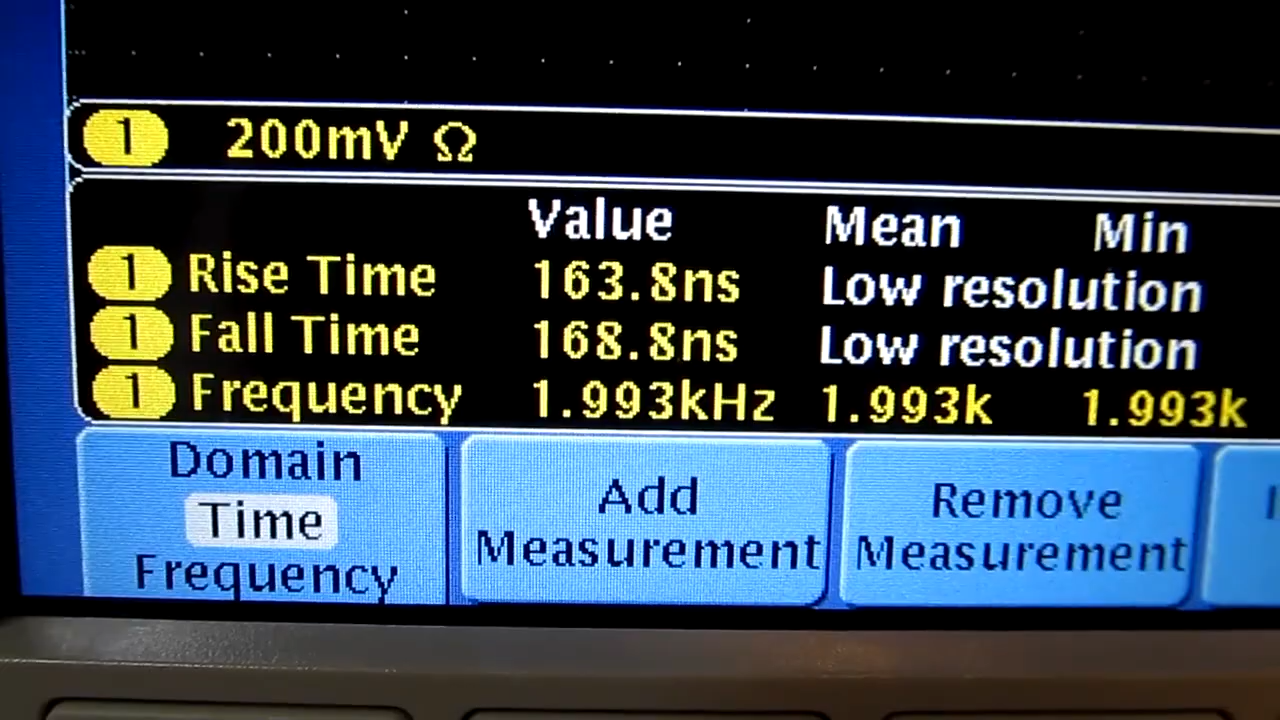 1 200mV Ω
Value Mean Min
1 Rise Time 163.8ns Low resolution
1 Fall Time 168.8ns Low resolution
1 Frequency 1.993kHz 1.993k 1.993k
Domain
Time
Frequency
Add
Measurement
Remove
Measurement